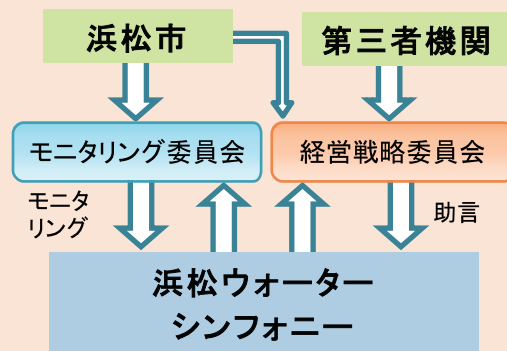 浜松市
第三者機関
モニタリング委員会
経営戦略委員会
モニタ
リング
助言
浜松ウォーター
シンフォニー